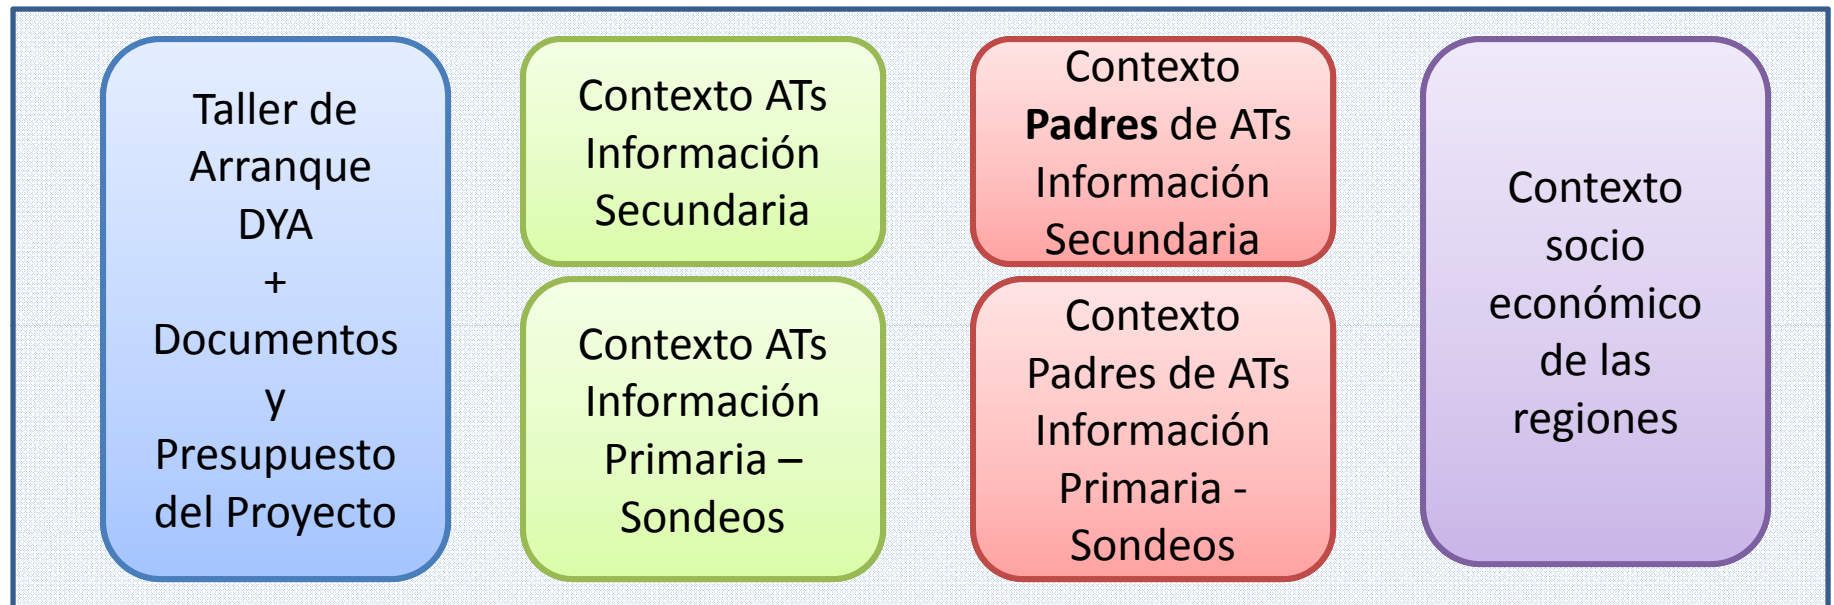 Taller de
Arranque
DYA
+
Documentos
y
Presupuesto
del Proyecto
Contexto ATs
Información
Secundaria
Contexto ATs
Información
Primaria –
Sondeos
Contexto
Padres de ATs
Información
Secundaria
Contexto
Padres de ATs
Información
Primaria -
Sondeos
Contexto
socio
económico
de las
regiones